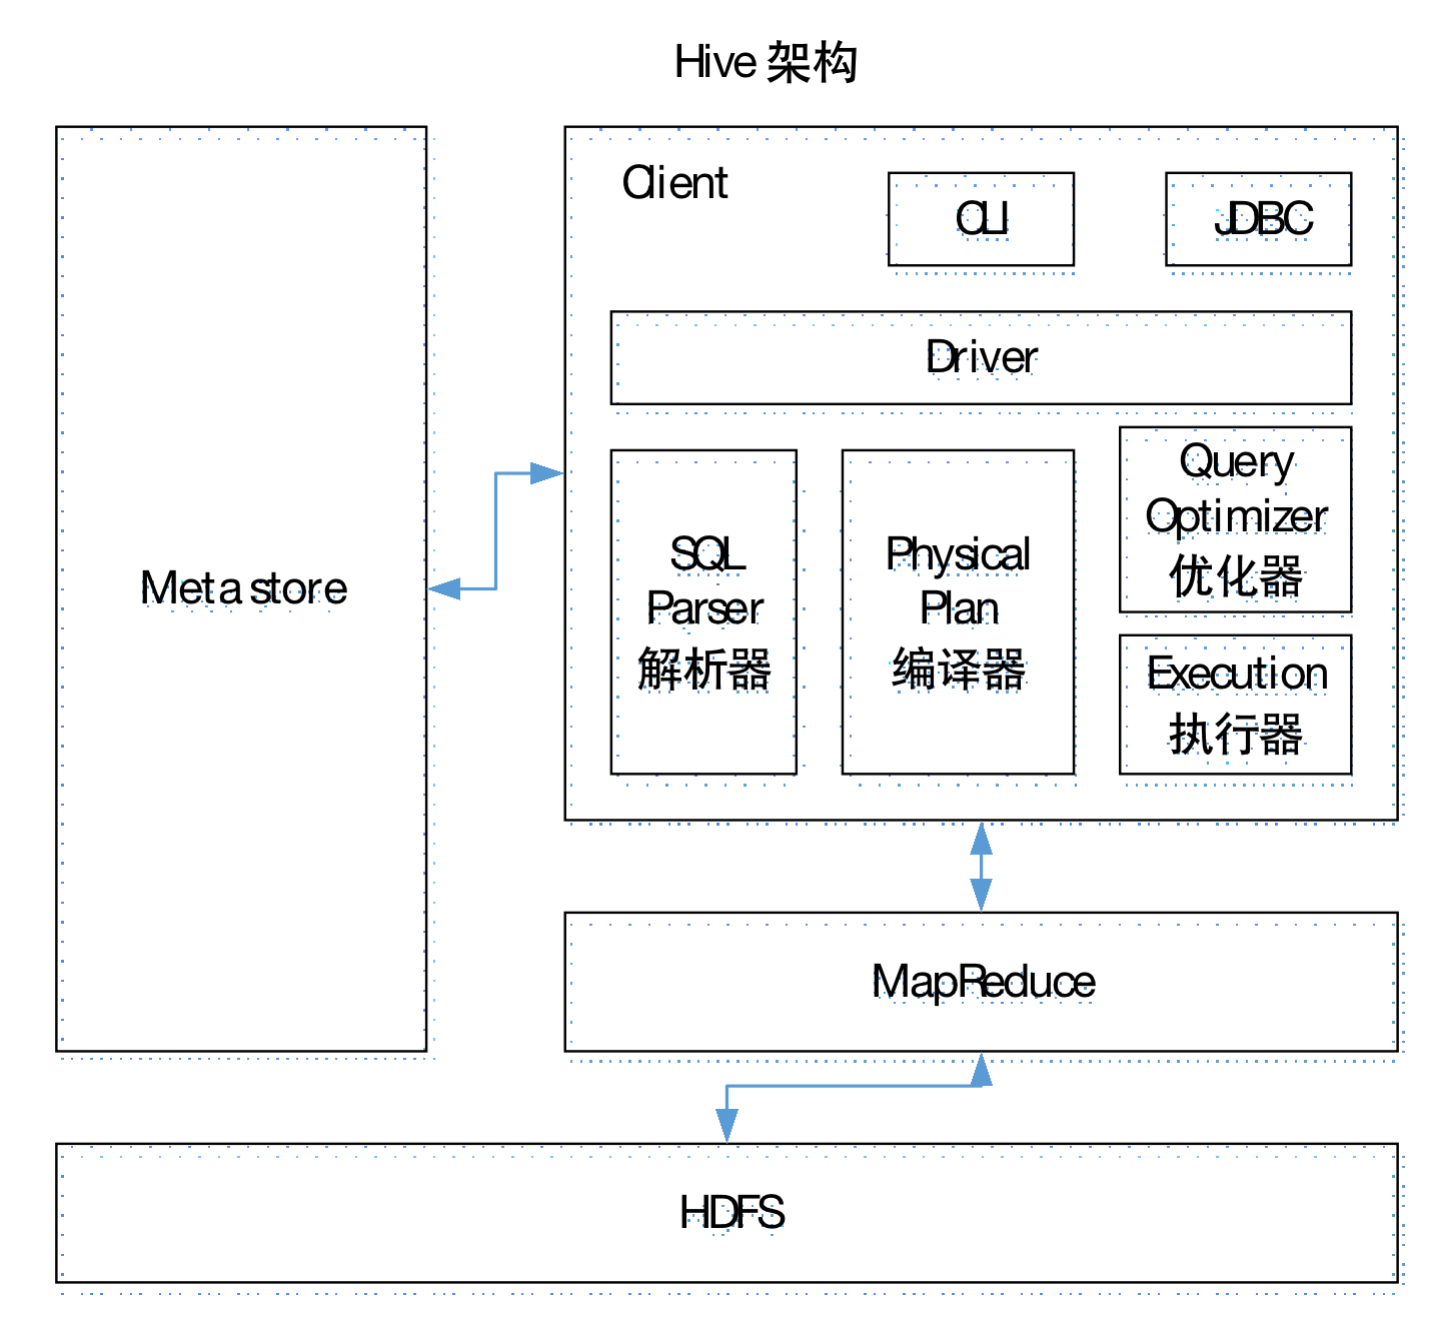 Hive 架构
Client
CLI
JDBC
Driver
Meta store
SQL
Parser
解析器
Physical
Plan
编译器
Query
Optimizer
优化器
Execution
执行器
MapReduce
HDFS